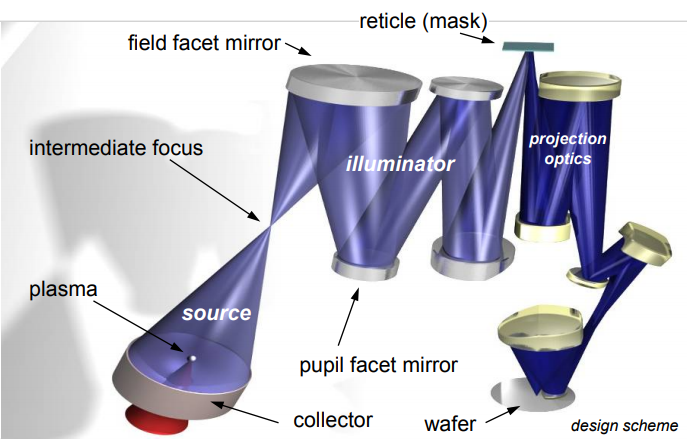 reticle (mask)
field facet mirror
projection
optics
intermediate focus
illuminator
plasma
source
pupil facet mirror
collector
wafer
design scheme